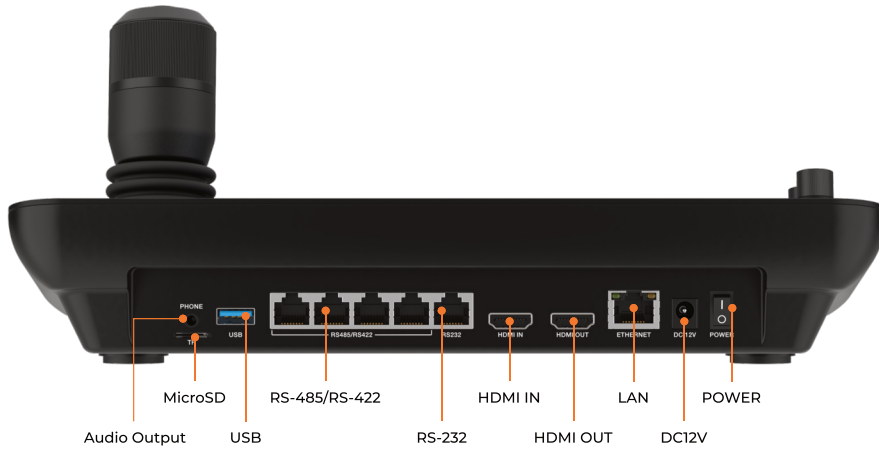 PHONE
TF
USB
RS485/RS422
RS232
HDMI IN
HDMI OUT
ETHERNET
DC12V
POWER
MicroSD
RS-485/RS-422
HDMI IN
LAN
POWER
Audio Output
USB
RS-232
HDMI OUT
DC12V